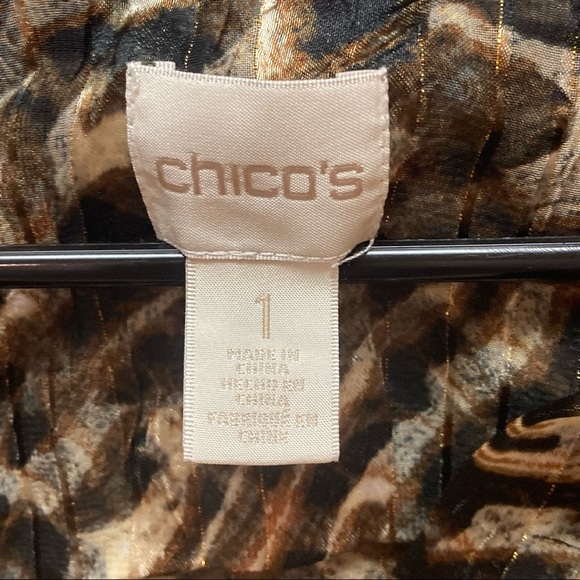 chico's
1
MADE IN
CHINA
HECHO EN
CHINA
FABRIQUÉ EN
CHINE